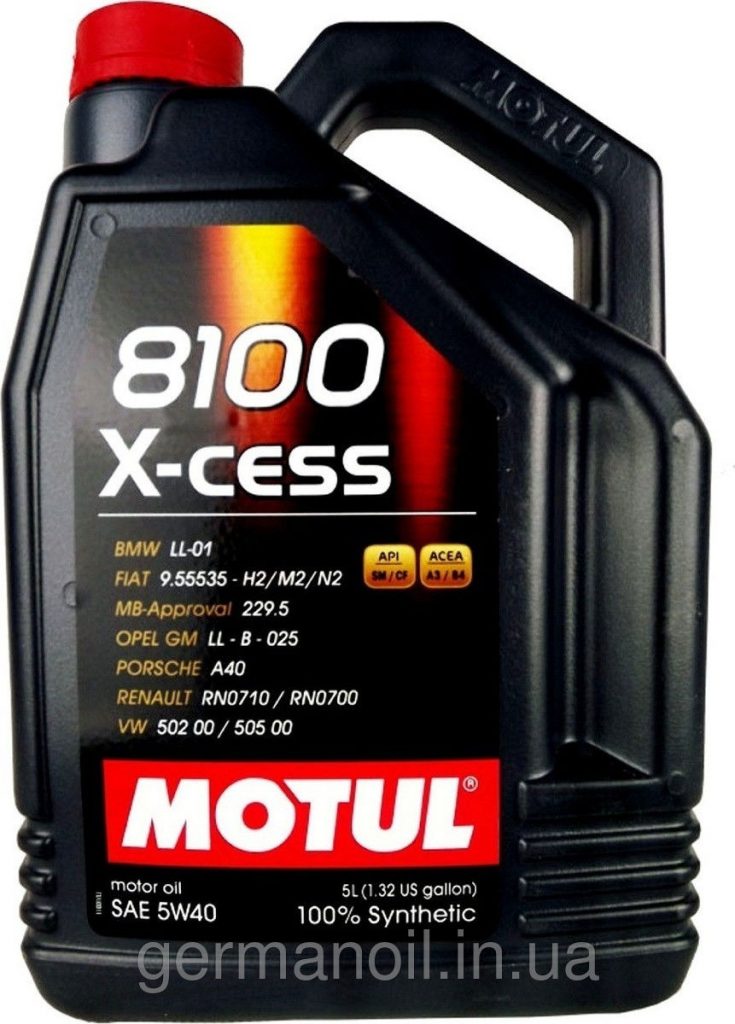 MOTUL
8100
X-CESS
BMW LL-01
FIAT 9.55535 - H2/M2/N2
MB-Approval 229.5
OPEL GM LL - B - 025
PORSCHE A40
RENAULT RN0710 / RN0700
VW 502 00 / 505 00
API
SM / CF
ACEA
A3 / B4
MOTUL®
motor oil
SAE 5W40
5L (1.32 US gallon)
100% Synthetic
germanoil.in.ua